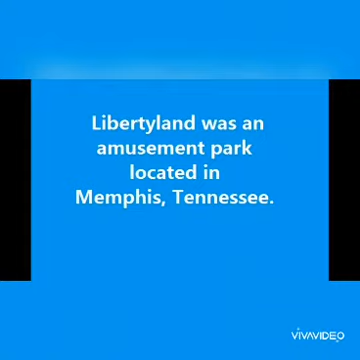 Libertyland was an
amusement park
located in
Memphis, Tennessee.
VIVAVIDEO